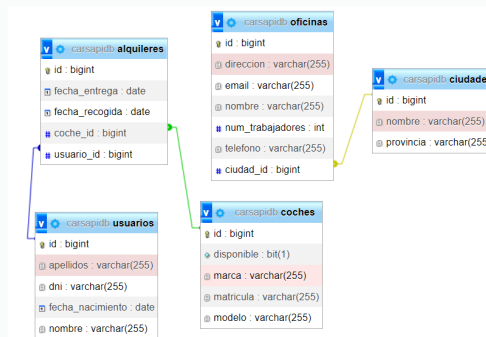 carsapidb alquileres
id : bigint
fecha_entrega : date
fecha_recogida : date
coche_id : bigint
usuario_id : bigint
carsapidb oficinas
id : bigint
direccion : varchar(255)
email : varchar(255)
nombre : varchar(255)
num_trabajadores : int
telefono : varchar(255)
ciudad_id : bigint
carsapidb ciudade
id : bigint
nombre : varchar(255)
provincia : varchar(255
carsapidb usuarios
id : bigint
apellidos : varchar(255)
dni : varchar(255)
fecha_nacimiento : date
nombre : varchar(255)
carsapidb coches
id : bigint
disponible : bit(1)
marca : varchar(255)
matricula : varchar(255)
modelo : varchar(255)